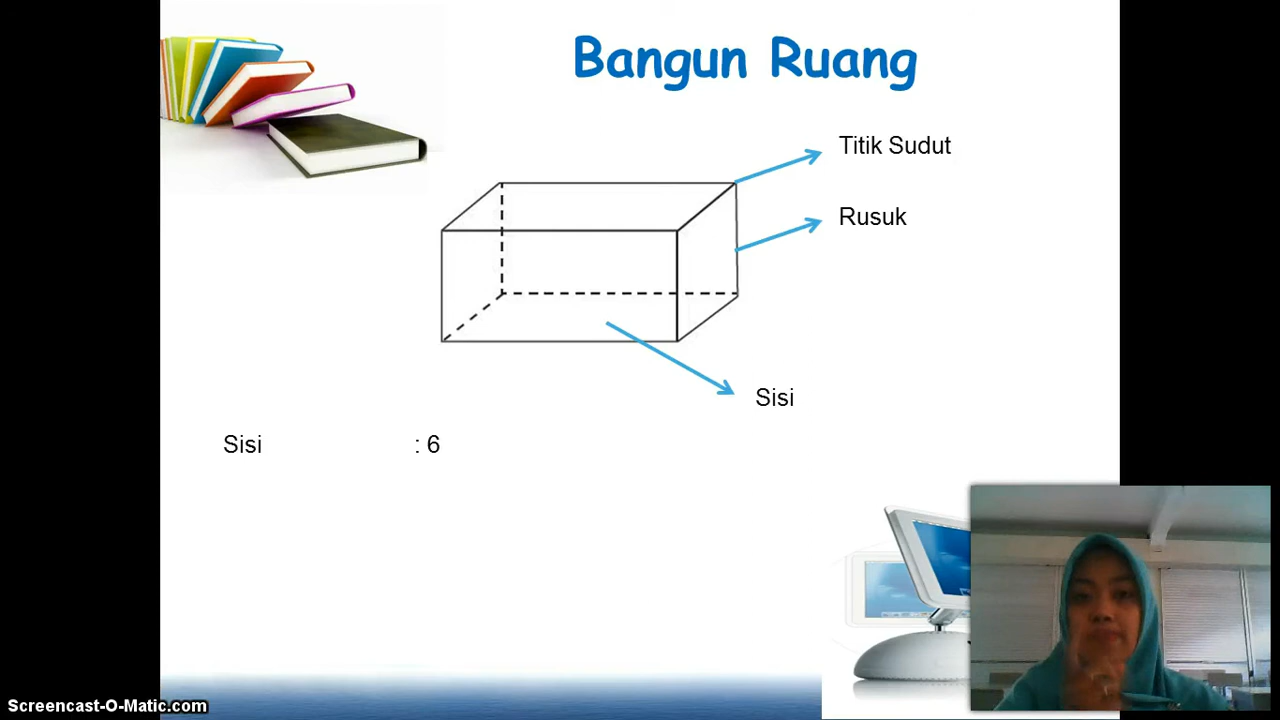 Bangun Ruang
Titik Sudut
Rusuk
Sisi
Sisi : 6
Screencast-O-Matic.com